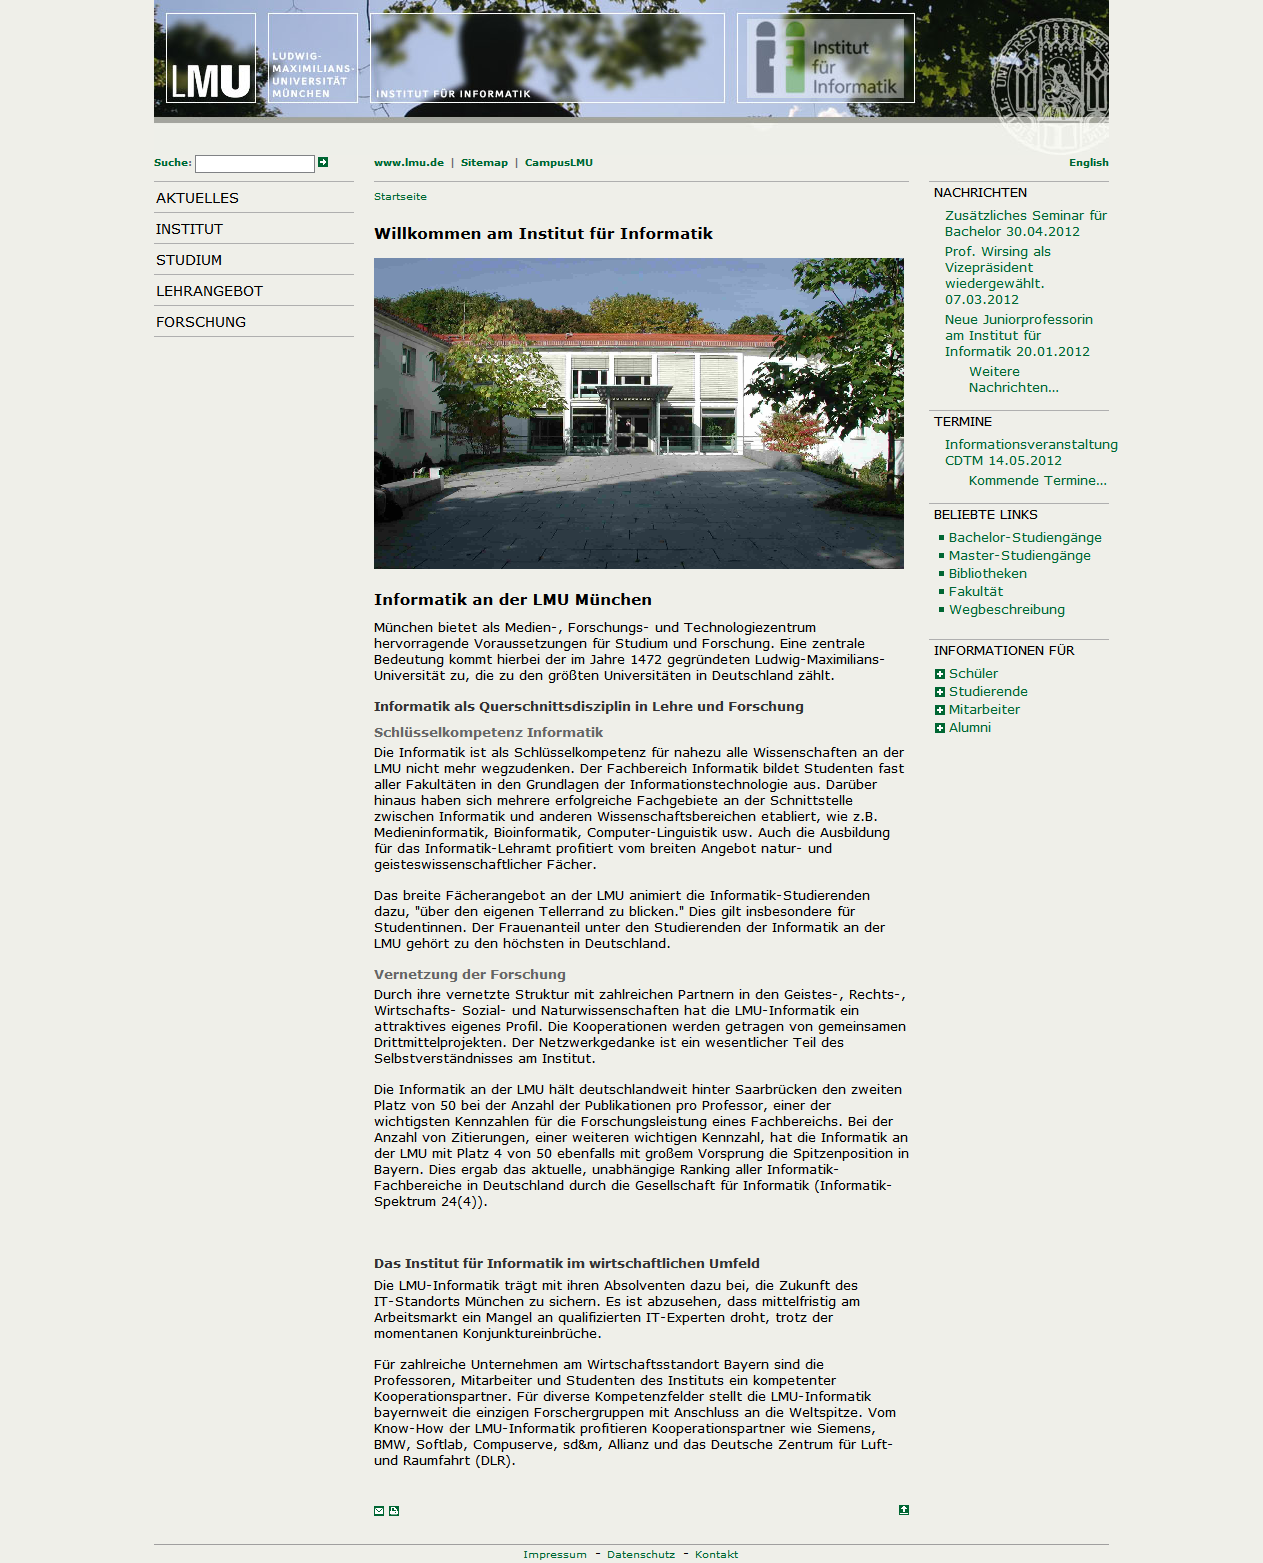 LMU
LUDWIG-
MAXIMILIANS-
UNIVERSITÄT
MÜNCHEN
INSTITUT FÜR INFORMATIK
Institut
für
Informatik
Suche:
www.lmu.de | Sitemap | CampusLMU
English
AKTUELLES
INSTITUT
STUDIUM
LEHRANGEBOT
FORSCHUNG
Startseite
Willkommen am Institut für Informatik
Informatik an der LMU München
München bietet als Medien-, Forschungs- und Technologiezentrum
hervorragende Voraussetzungen für Studium und Forschung. Eine zentrale
Bedeutung kommt hierbei der im Jahre 1472 gegründeten Ludwig-Maximilians-
Universität zu, die zu den größten Universitäten in Deutschland zählt.
Informatik als Querschnittsdisziplin in Lehre und Forschung
Schlüsselkompetenz Informatik
Die Informatik ist als Schlüsselkompetenz für nahezu alle Wissenschaften an der
LMU nicht mehr wegzudenken. Der Fachbereich Informatik bildet Studenten fast
aller Fakultäten in den Grundlagen der Informationstechnologie aus. Darüber
hinaus haben sich mehrere erfolgreiche Fachgebiete an der Schnittstelle
zwischen Informatik und anderen Wissenschaftsbereichen etabliert, wie z.B.
Medieninformatik, Bioinformatik, Computer-Linguistik usw. Auch die Ausbildung
für das Informatik-Lehramt profitiert vom breiten Angebot natur- und
geisteswissenschaftlicher Fächer.
Das breite Fächerangebot an der LMU animiert die Informatik-Studierenden
dazu, "über den eigenen Tellerrand zu blicken." Dies gilt insbesondere für
Studentinnen. Der Frauenanteil unter den Studierenden der Informatik an der
LMU gehört zu den höchsten in Deutschland.
Vernetzung der Forschung
Durch ihre vernetzte Struktur mit zahlreichen Partnern in den Geistes-, Rechts-,
Wirtschafts- Sozial- und Naturwissenschaften hat die LMU-Informatik ein
attraktives eigenes Profil. Die Kooperationen werden getragen von gemeinsamen
Drittmittelprojekten. Der Netzwerkgedanke ist ein wesentlicher Teil des
Selbstverständnisses am Institut.
Die Informatik an der LMU hält deutschlandweit hinter Saarbrücken den zweiten
Platz von 50 bei der Anzahl der Publikationen pro Professor, einer der
wichtigsten Kennzahlen für die Forschungsleistung eines Fachbereichs. Bei der
Anzahl von Zitierungen, einer weiteren wichtigen Kennzahl, hat die Informatik an
der LMU mit Platz 4 von 50 ebenfalls mit großem Vorsprung die Spitzenposition in
Bayern. Dies ergab das aktuelle, unabhängige Ranking aller Informatik-
Fachbereiche in Deutschland durch die Gesellschaft für Informatik (Informatik-
Spektrum 24(4)).
Das Institut für Informatik im wirtschaftlichen Umfeld
Die LMU-Informatik trägt mit ihren Absolventen dazu bei, die Zukunft des
IT-Standorts München zu sichern. Es ist abzusehen, dass mittelfristig am
Arbeitsmarkt ein Mangel an qualifizierten IT-Experten droht, trotz der
momentanen Konjunktureinbrüche.
Für zahlreiche Unternehmen am Wirtschaftsstandort Bayern sind die
Professoren, Mitarbeiter und Studenten des Instituts ein kompetenter
Kooperationspartner. Für diverse Kompetenzfelder stellt die LMU-Informatik
bayernweit die einzigen Forschergruppen mit Anschluss an die Weltspitze. Vom
Know-How der LMU-Informatik profitieren Kooperationspartner wie Siemens,
BMW, Softlab, Compuserve, sd&m, Allianz und das Deutsche Zentrum für Luft-
und Raumfahrt (DLR).
NACHRICHTEN
Zusätzliches Seminar für
Bachelor 30.04.2012
Prof. Wirsing als
Vizepräsident
wiedergewählt.
07.03.2012
Neue Juniorprofessorin
am Institut für
Informatik 20.01.2012
Weitere
Nachrichten...
TERMINE
Informationsveranstaltung
CDTM 14.05.2012
Kommende Termine...
BELIEBTE LINKS
Bachelor-Studiengänge
Master-Studiengänge
Bibliotheken
Fakultät
Wegbeschreibung
INFORMATIONEN FÜR
Schüler
Studierende
Mitarbeiter
Alumni
Impressum - Datenschutz - Kontakt